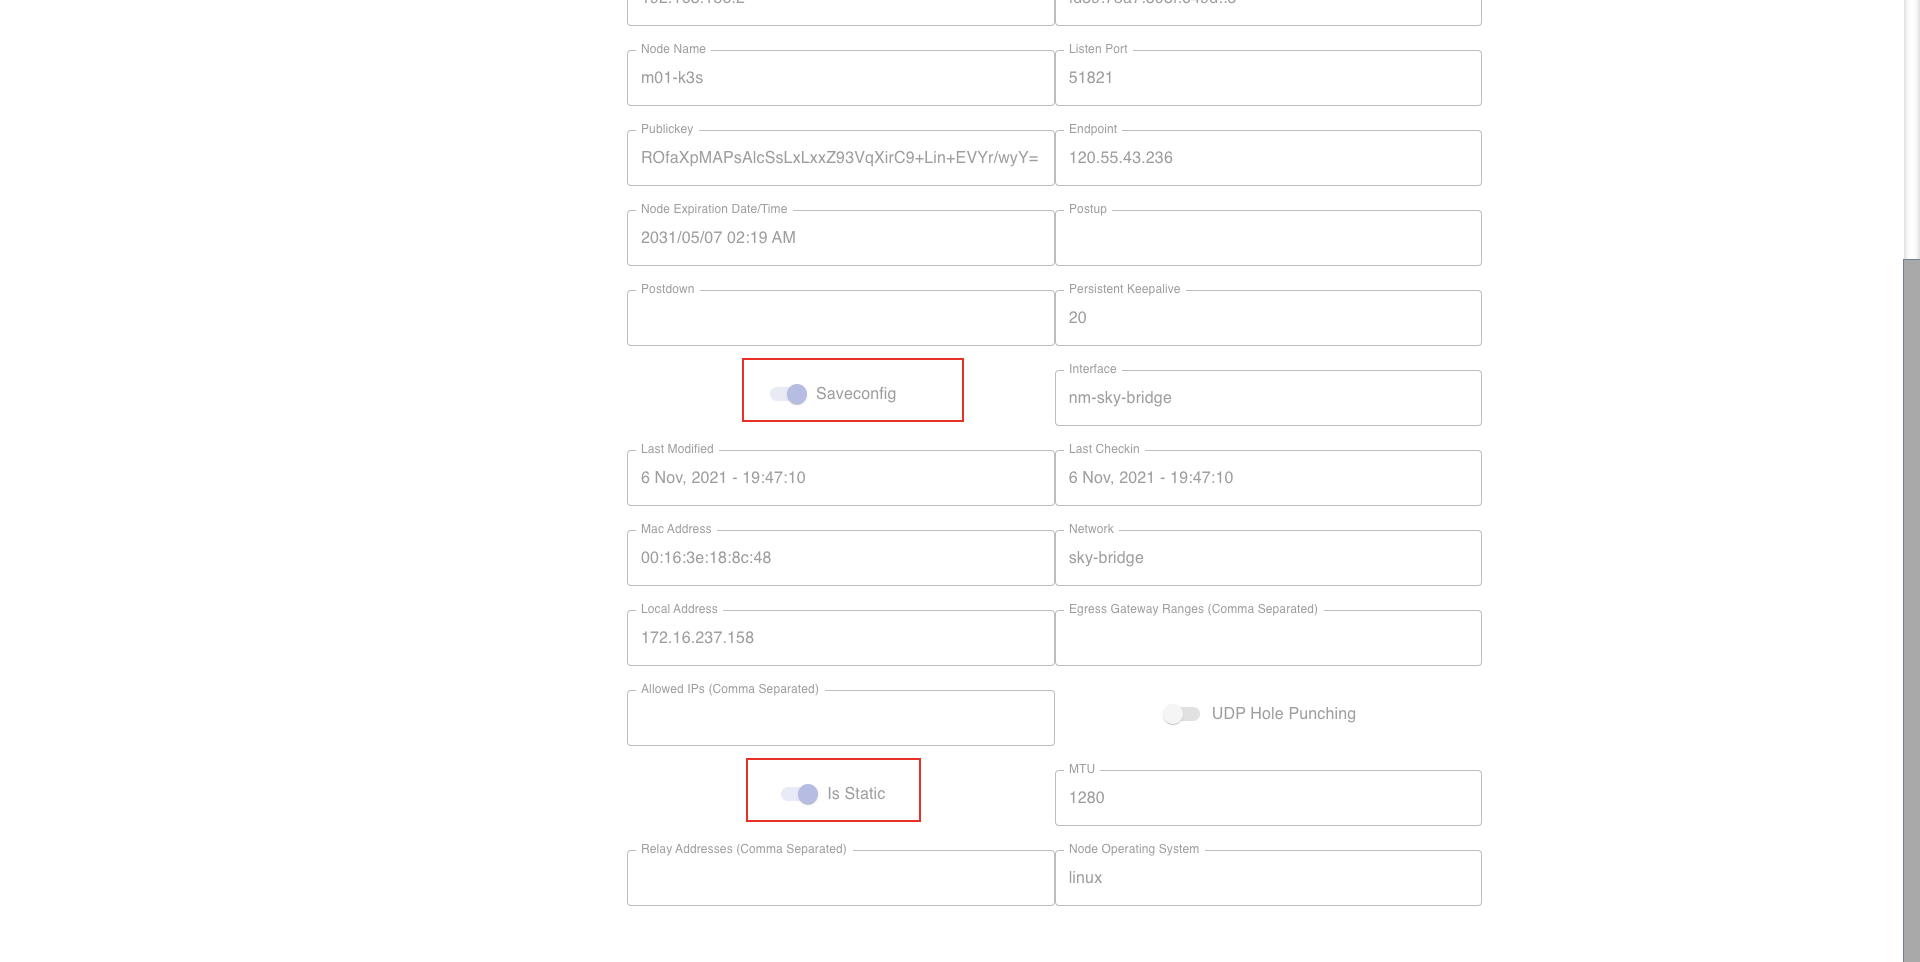 Node Name
Listen Port
m01-k3s
51821
Publickey
Endpoint
ROfaXpMAPsAlcSsLxLxxZ93VqXirC9+Lin+EVYr/wyY=
120.55.43.236
Node Expiration Date/Time
Postup
2031/05/07 02:19 AM
Postdown
Persistent Keepalive
20
Saveconfig
Interface
nm-sky-bridge
Last Modified
Last Checkin
6 Nov, 2021 - 19:47:10
6 Nov, 2021 - 19:47:10
Mac Address
Network
00:16:3e:18:8c:48
sky-bridge
Local Address
Egress Gateway Ranges (Comma Separated)
172.16.237.158
Allowed IPs (Comma Separated)
UDP Hole Punching
Is Static
MTU
1280
Relay Addresses (Comma Separated)
Node Operating System
linux